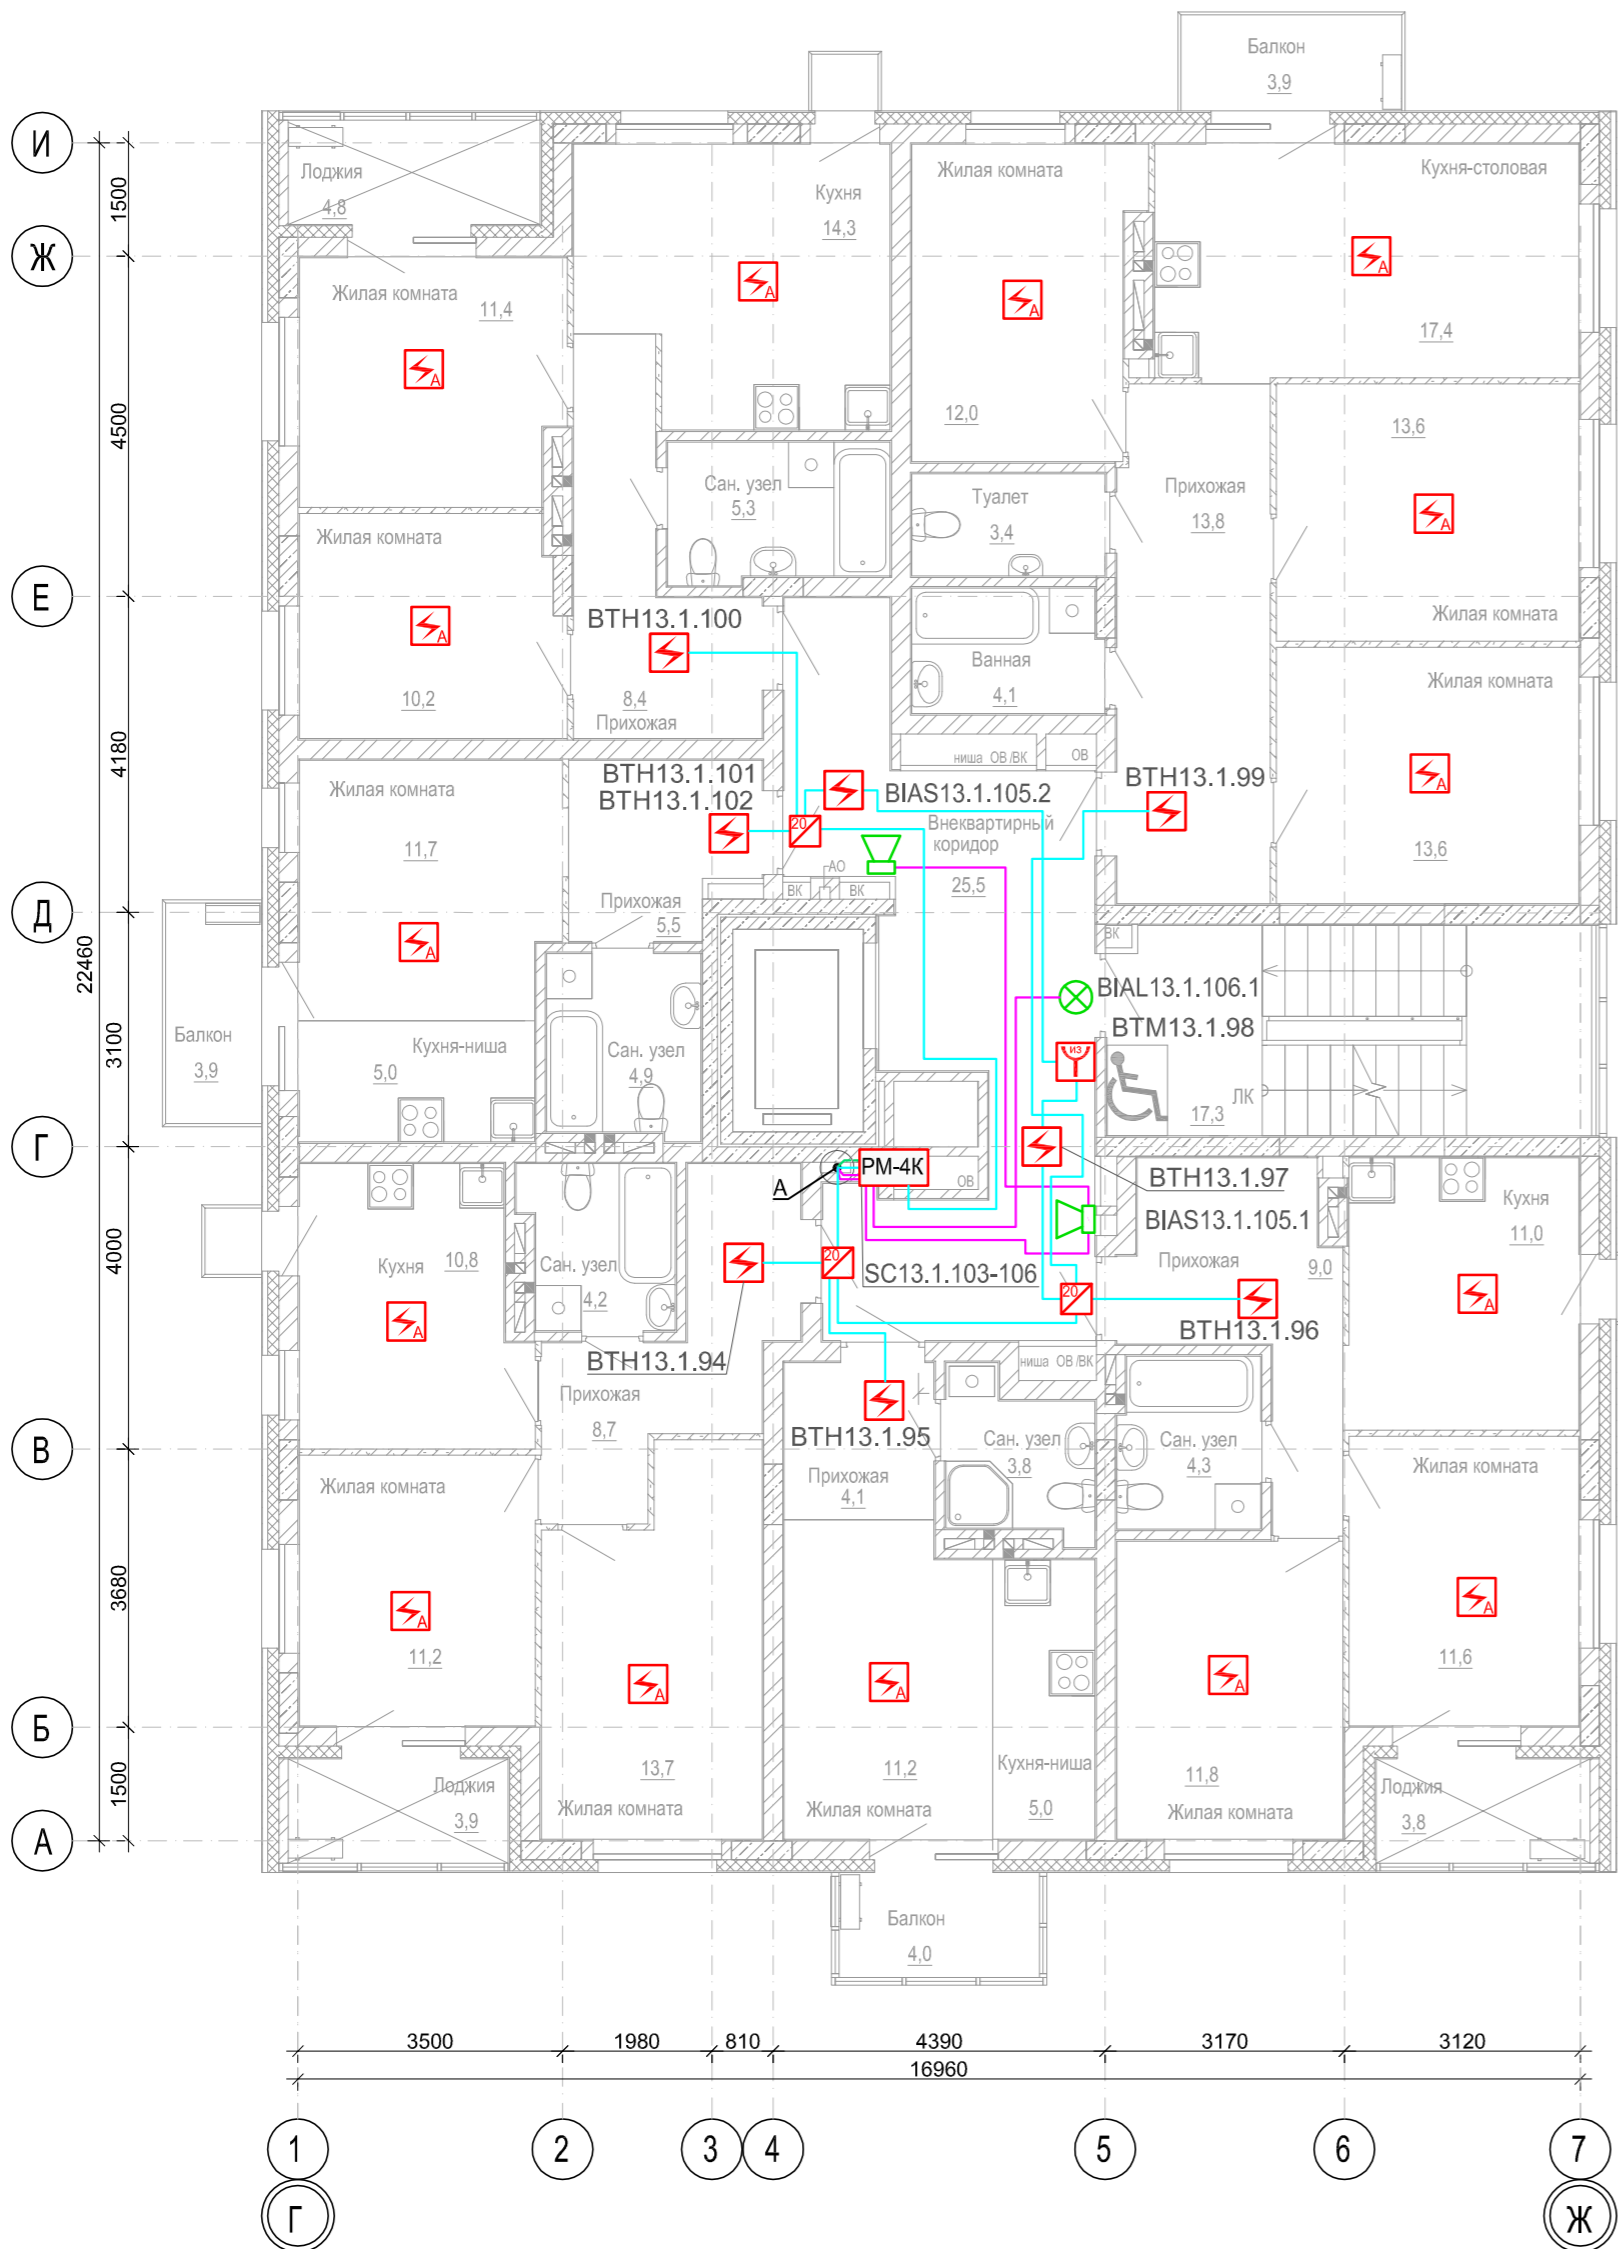 Балкон
3,9
И
Лоджия
4,8
1500
Кухня
14,3
Жилая комната
Кухня-столовая
Ж
Жилая комната
11,4
A
A
A
A
17,4
4500
12,0
13,6
Сан. узел
5,3
Туалет
3,4
Прихожая
13,8
A
Жилая комната
Е
BTH13.1.100
A
Жилая комната
Ванная
4,1
Жилая комната
10,2
8,4
Прихожая
4180
ниша ОВ/ВК
ОВ
BTH13.1.101
BTH13.1.102
BIAS13.1.105.2
BTH13.1.99
A
Жилая комната
11,7
20
Внеквартирный
коридор
25,5
13,6
АО
ВК
ВК
Прихожая
5,5
Д
A
ВК
22460
BIAL13.1.106.1
BTM13.1.98
Балкон
3,9
3100
Кухня-ниша
5,0
Сан. узел
4,9
ИЗ
ЛК
17,3
Г
РМ-4К
ОВ
A
BTH13.1.97
BIAS13.1.105.1
Кухня
11,0
4000
Кухня
10,8
Сан. узел
4,2
20
SC13.1.103-106
Прихожая
9,0
20
A
A
BTH13.1.96
BTH13.1.94
ниша ОВ/ВК
Прихожая
8,7
BTH13.1.95
В
Сан. узел
3,8
Сан. узел
4,3
Жилая комната
Прихожая
4,1
Жилая комната
3680
A
A
A
A
A
11,2
11,6
Б
13,7
11,2
Кухня-ниша
5,0
11,8
1500
Лоджия
3,9
Жилая комната
Жилая комната
Жилая комната
Лоджия
3,8
А
Балкон
4,0
3500
1980
810
4390
3170
3120
16960
1
2
3
4
5
6
7
Г
Ж